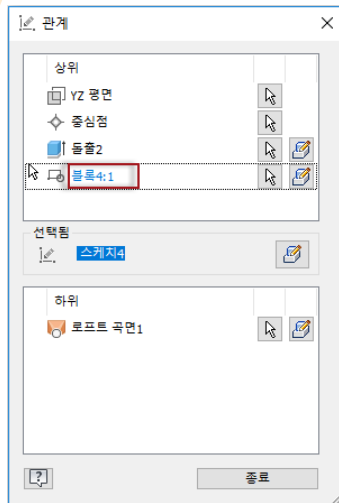 관계
상위
YZ 평면
중심점
돌출2
블록4:1
선택됨
스케치4
하위
로프트 곡면1
종료